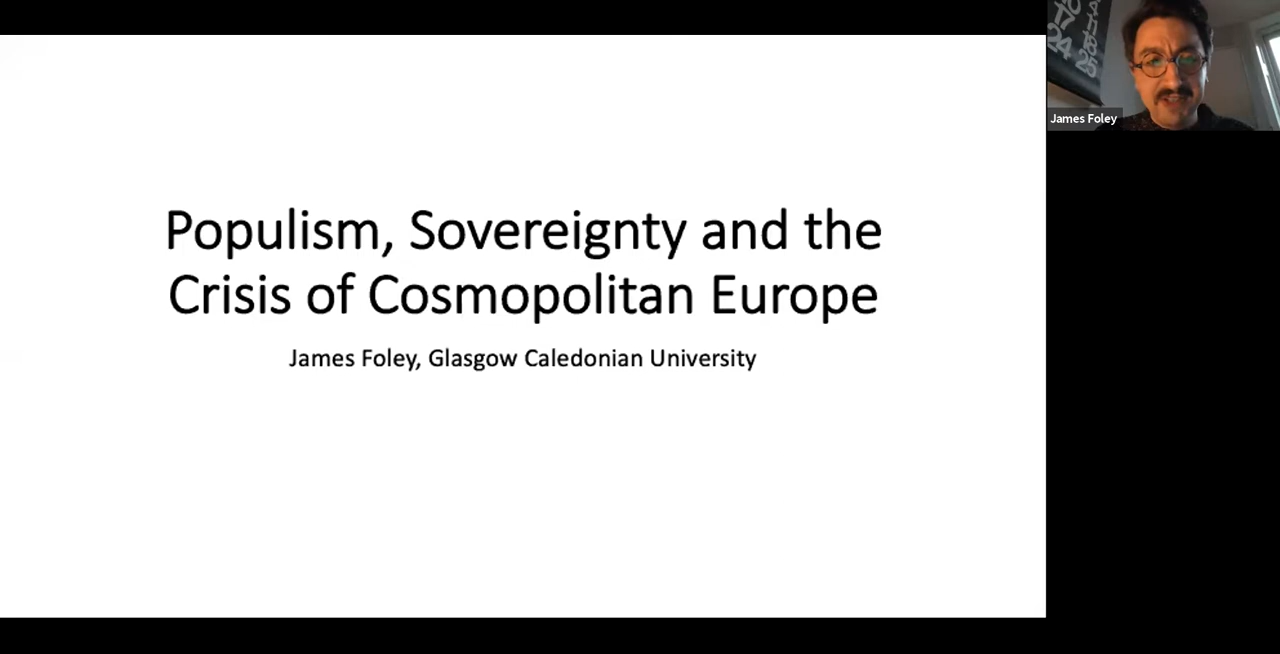 Populism, Sovereignty and the
Crisis of Cosmopolitan Europe
James Foley, Glasgow Caledonian University
James Foley